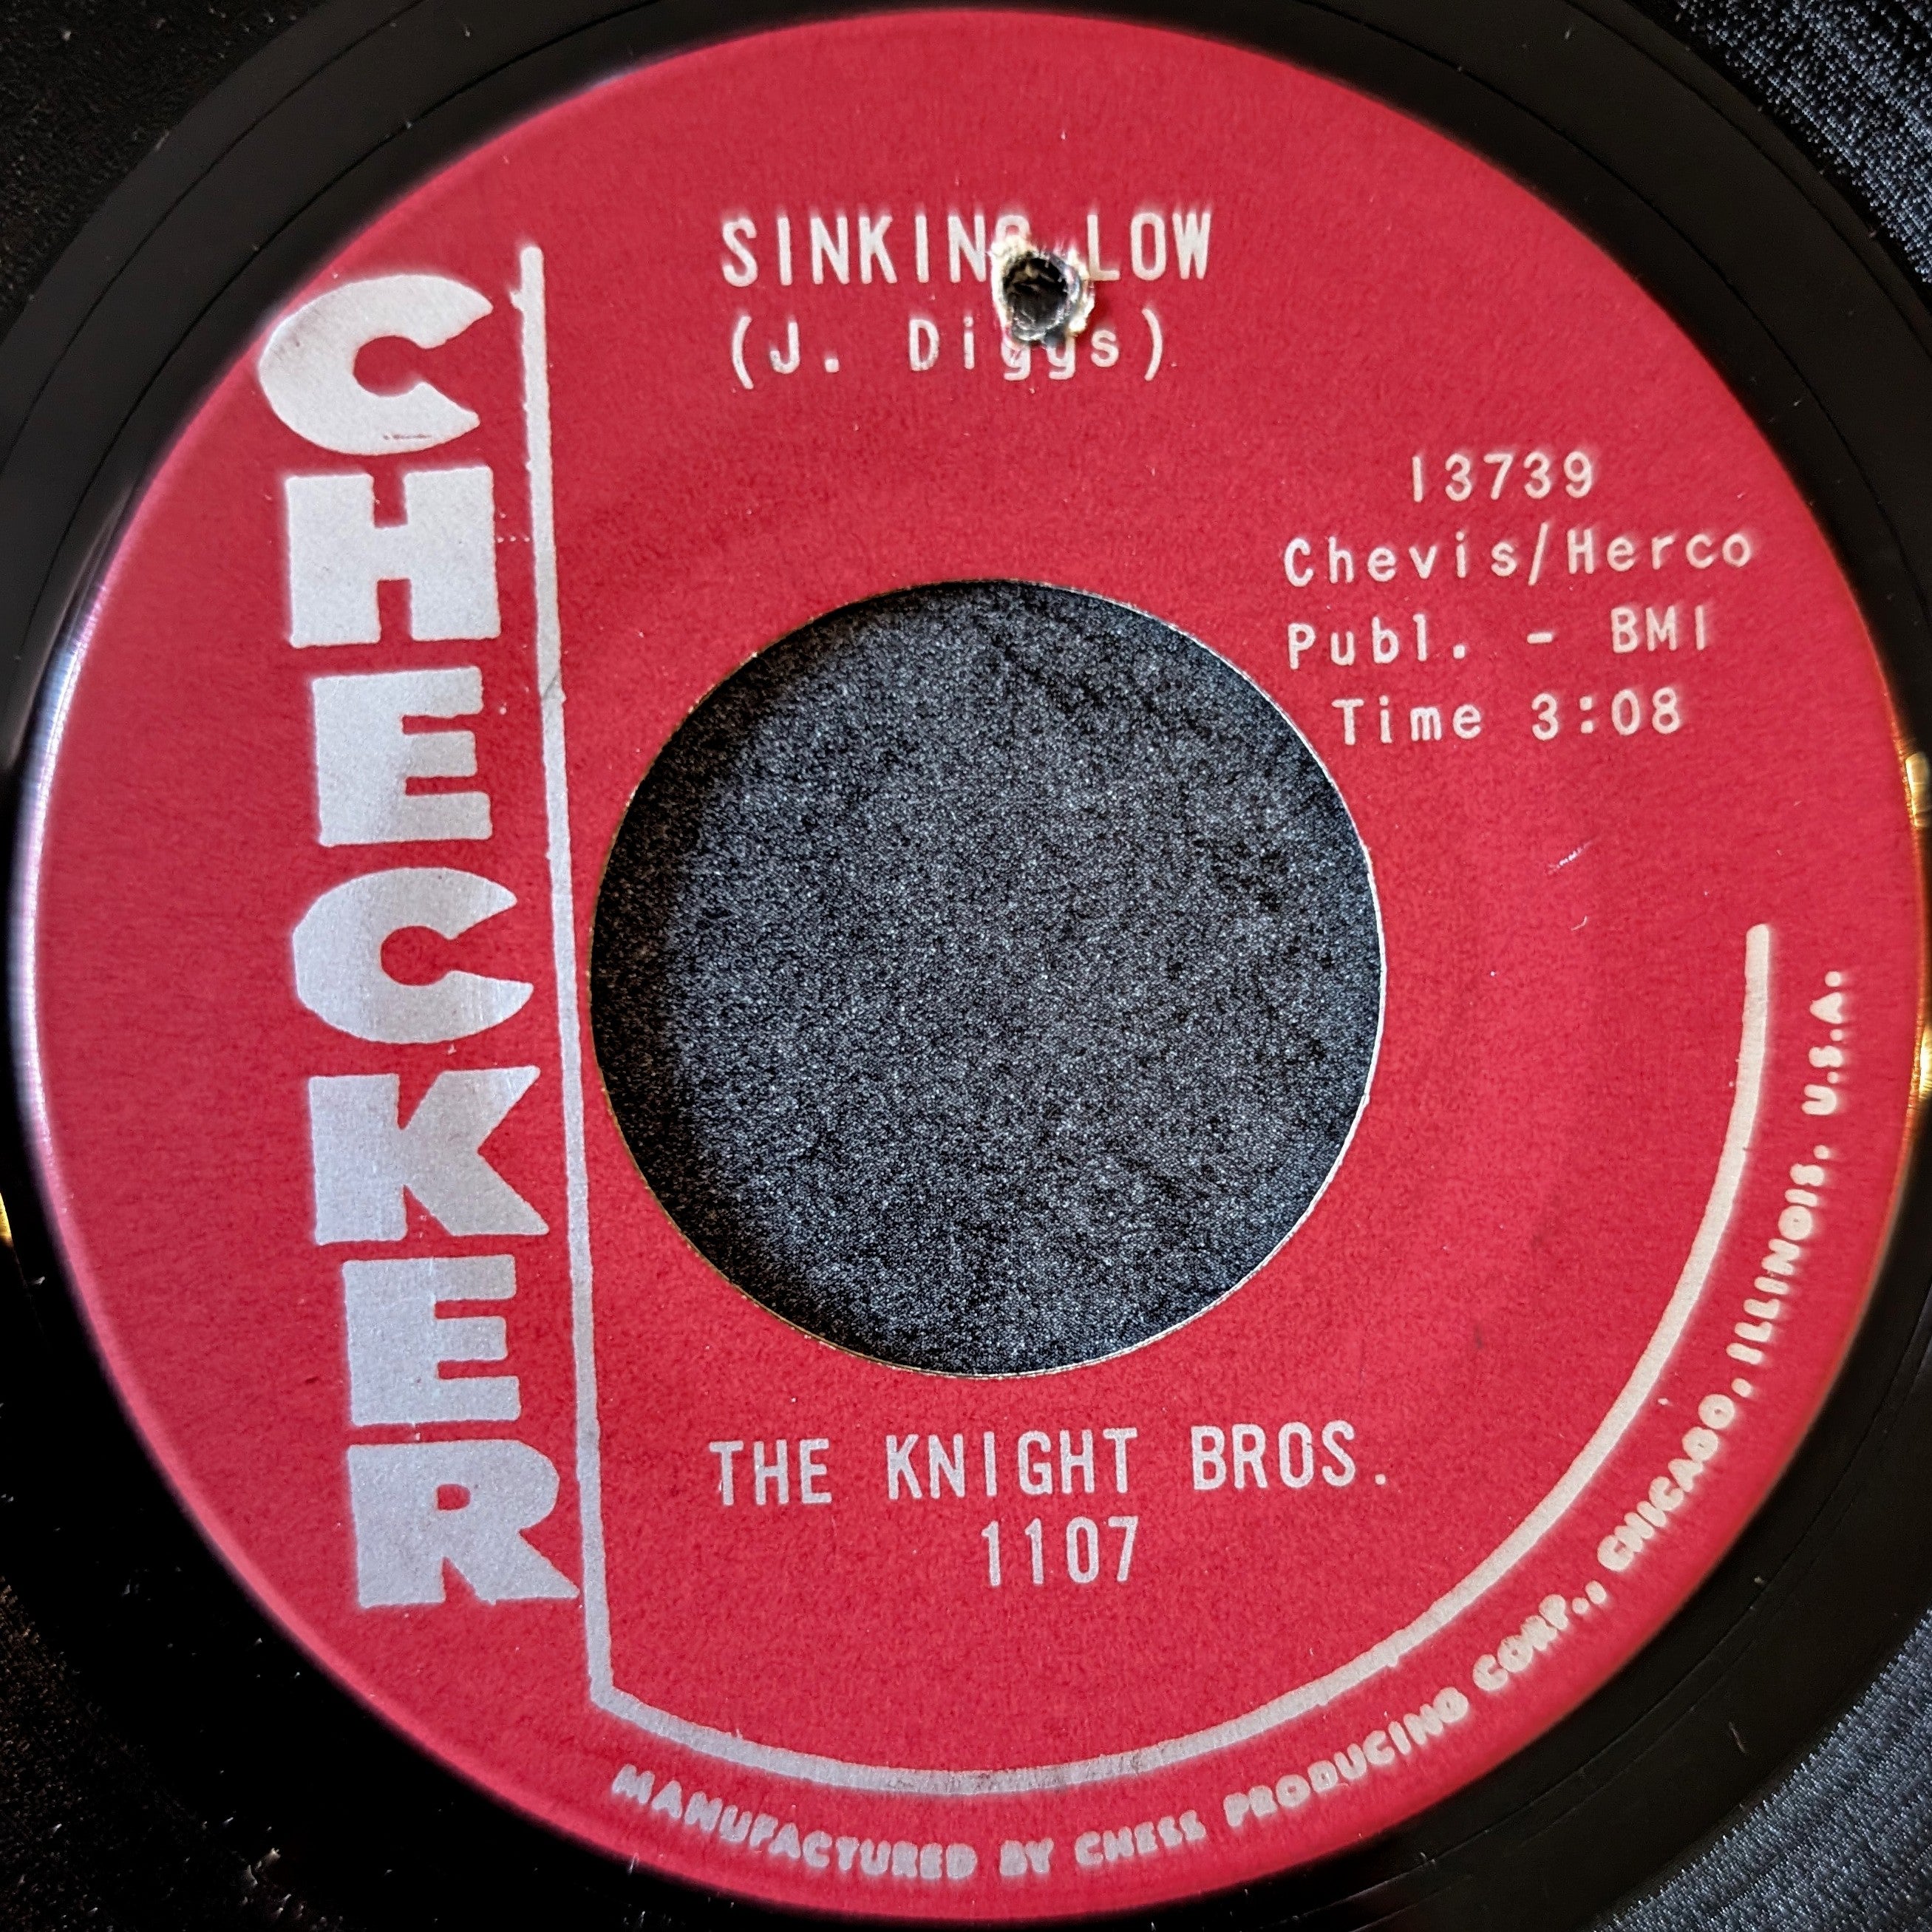 CHECKER
SINKING LOW
(J. Diggs)
13739
Chevis/Herco
Publ. - BMI
Time 3:08
THE KNIGHT BROS.
1107
MANUFACTURED BY CHESS PRODUCING CORP., CHICAGO, ILLINOIS, U.S.A.